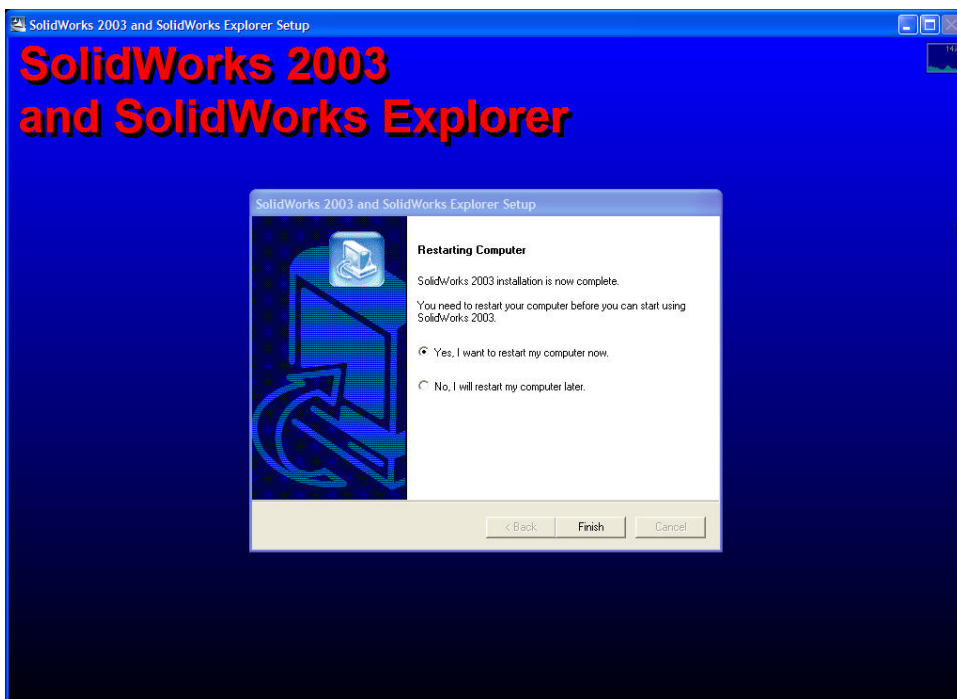 SolidWorks 2003 and SolidWorks Explorer Setup
SolidWorks 2003
and SolidWorks Explorer
SolidWorks 2003 and SolidWorks Explorer Setup
Restarting Computer
SolidWorks 2003 installation is now complete.
You need to restart your computer before you can start using
SolidWorks 2003.
Yes, I want to restart my computer now.
No, I will restart my computer later.
< Back Finish Cancel